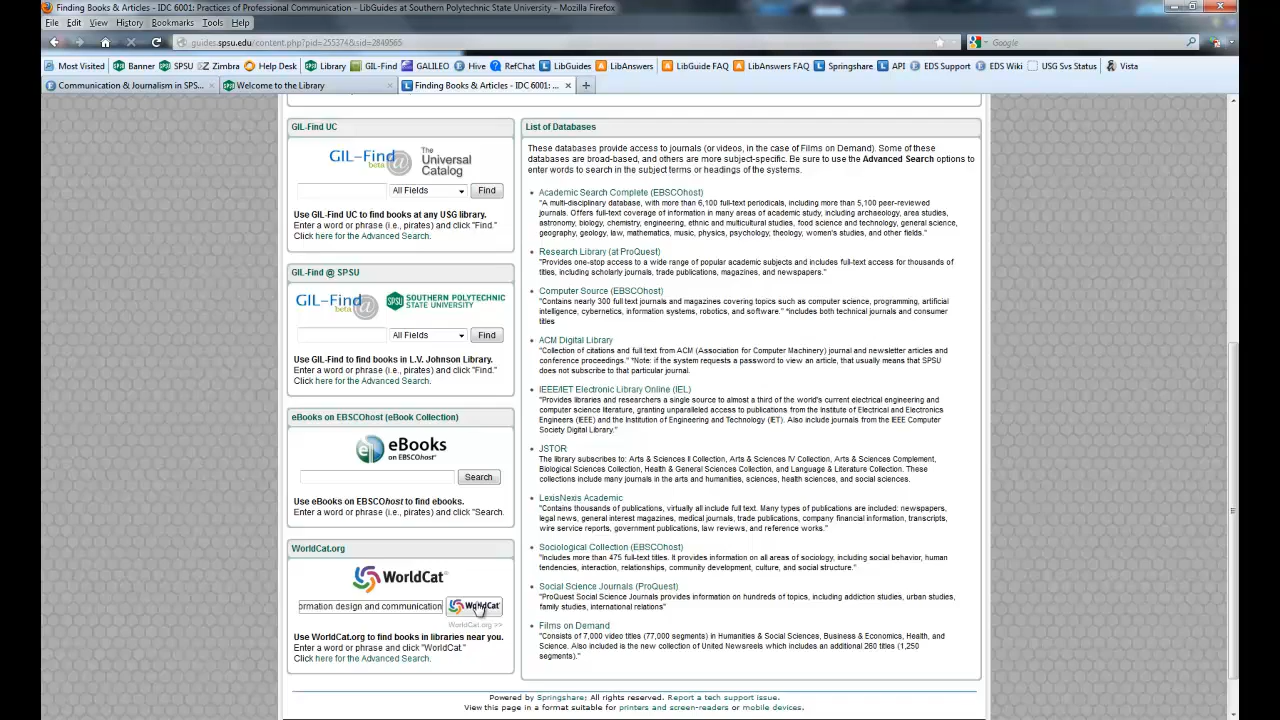 Finding Books & Articles - IDC 6001: Practices of Professional Communication - LibGuides at Southern Polytechnic State University - Mozilla Firefox
File Edit View History Bookmarks Tools Help
guides.spsu.edu/content.php?pid=255374&sid=2849565
Google
Most Visited Banner SPSU Zimbra Help Desk Library GIL-Find GALILEO Hive RefChat LibGuides LibAnswers LibGuide FAQ LibAnswers FAQ Springshare API EDS Support EDS Wiki USG Svs Status Vista
Communication & Journalism in SPS... Welcome to the Library Finding Books & Articles - IDC 6001: ...
GIL-Find UC
GIL-Find beta @ The Universal Catalog
All Fields Find
Use GIL-Find UC to find books at any USG library.
Enter a word or phrase (i.e., pirates) and click "Find."
Click here for the Advanced Search.
GIL-Find @ SPSU
GIL-Find beta @ SPSU SOUTHERN POLYTECHNIC STATE UNIVERSITY
All Fields Find
Use GIL-Find to find books in L.V. Johnson Library.
Enter a word or phrase (i.e., pirates) and click "Find."
Click here for the Advanced Search.
eBooks on EBSCOhost (eBook Collection)
eBooks
on EBSCOhost
Search
Use eBooks on EBSCOhost to find ebooks.
Enter a word or phrase (i.e., pirates) and click "Search.
WorldCat.org
WorldCat
ormation design and communication WorldCat
WorldCat.org >>
Use WorldCat.org to find books in libraries near you.
Enter a word and phrase and click "WorldCat."
Click here for the Advanced Search.
List of Databases
These databases provide access to journals (or videos, in the case of Films on Demand). Some of these
databases are broad-based, and others are more subject-specific. Be sure to use the Advanced Search options to
enter words to search in the subject terms or headings of the systems.
Academic Search Complete (EBSCOhost)
"A multi-disciplinary database, with more than 6,100 full-text periodicals, including more than 5,100 peer-reviewed
journals. Offers full-text coverage of information in many areas of academic study, including archaeology, area studies,
astronomy, biology, chemistry, engineering, ethnic and multicultural studies, food science and technology, general science,
geography, geology, law, mathematics, music, physics, psychology, theology, women's studies, and other fields."
Research Library (at ProQuest)
"Provides one-stop access to a wide range of popular academic subjects and includes full-text access for thousands of
titles, including scholarly journals, trade publications, magazines, and newspapers."
Computer Source (EBSCOhost)
"Contains nearly 300 full text journals and magazines covering topics such as computer science, programming, artificial
intelligence, cybernetics, information systems, robotics, and software." *Includes both technical journals and consumer
titles
ACM Digital Library
"Collection of citations and full text from ACM (Association for Computer Machinery) journal and newsletter articles and
conference proceedings." *Note: if the system requests a password to view an article, that usually means that SPSU
does not subscribe to that particular journal.
IEEE/IET Electronic Library Online (IEL)
"Provides libraries and researchers a single source to almost a third of the world's current electrical engineering and
computer science literature, granting unparalleled access to publications from the Institute of Electrical and Electronics
Engineers (IEEE) and the Institution of Engineering and Technology (IET). Also include journals from the IEEE Computer
Society Digital Library."
JSTOR
The library subscribes to: Arts & Sciences II Collection, Arts & Sciences IV Collection, Arts & Sciences Complement,
Biological Sciences Collection, Health & General Sciences Collection, and Language & Literature Collection. These
collections include many journals in the arts and humanities, sciences, health sciences, and social sciences.
LexisNexis Academic
"Contains thousands of publications, virtually all include full text. Many types of publications are included: newspapers,
legal news, general interest magazines, medical journals, trade publications, company financial information, transcripts,
wire service reports, government publications, law reviews, and reference works."
Sociological Collection (EBSCOhost)
"Includes more than 475 full-text titles. It provides information on all areas of sociology, including social behavior, human
tendencies, interaction, relationships, community development, culture, and social structure."
Social Science Journals (ProQuest)
"ProQuest Social Science Journals provides information on hundreds of topics, including addiction studies, urban studies,
family studies, international relations"
Films on Demand
"Consists of 7,000 video titles (77,000 segments) in Humanities & Social Sciences, Business & Economics, Health, and
Science. Also included is the new collection of United Newsreels which includes an additional 260 titles (1,250
segments)."
Powered by Springshare; All rights reserved. Report a tech support issue.
View this page in a format suitable for printers and screen-readers or mobile devices.